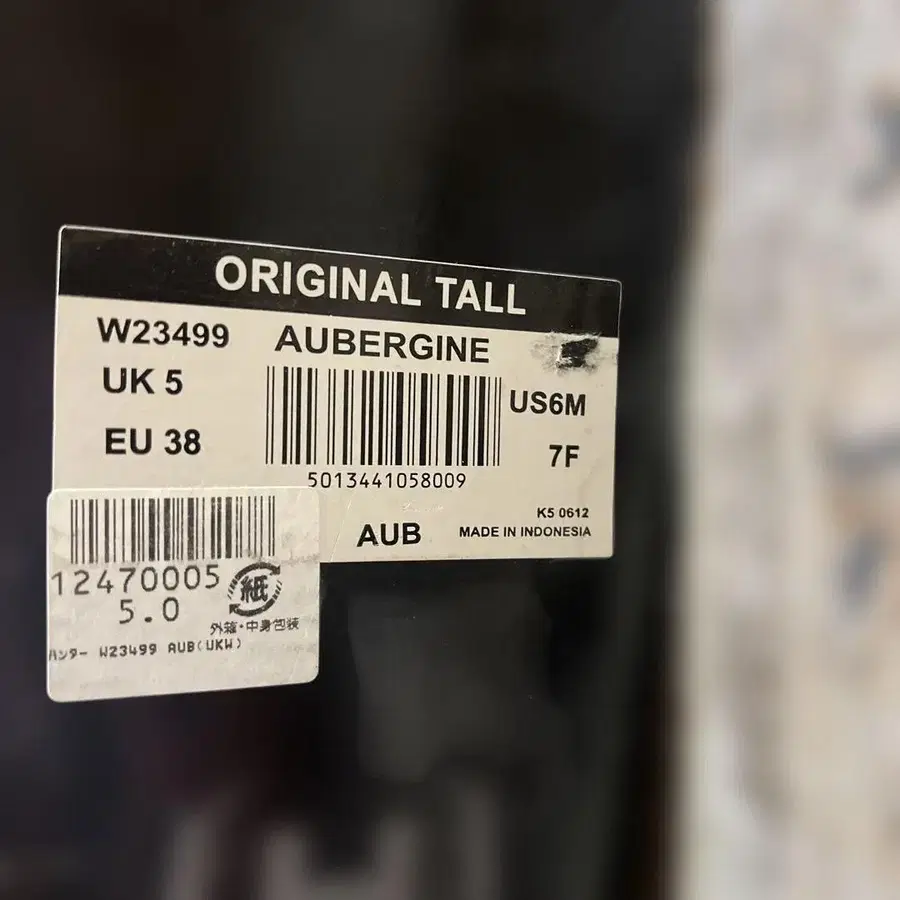 ORIGINAL TALL
W23499 AUBERGINE
UK 5
US6M
EU 38
7F
5013441058009
K5 0612
AUB
MADE IN INDONESIA
12470005
5.0
紙
外箱・中身包装
ハンター W23499 AUB(UKW)